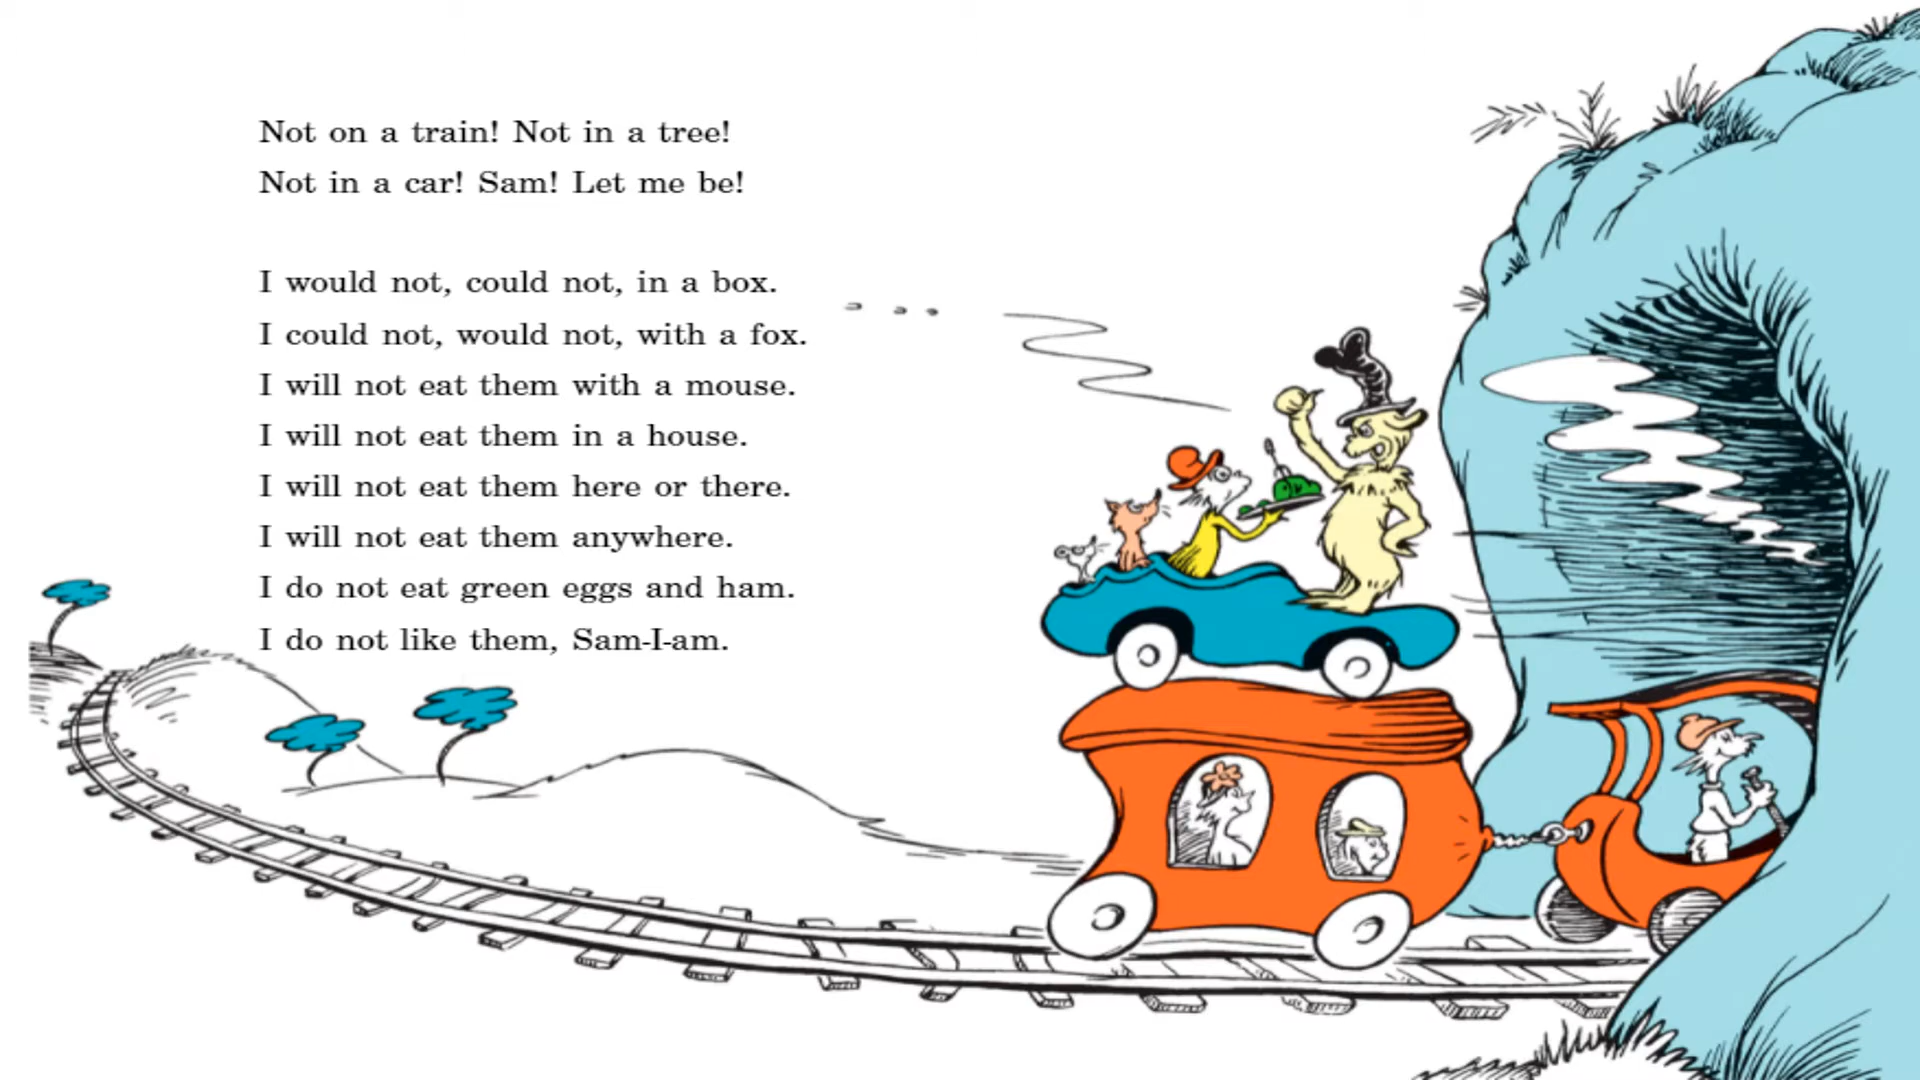 Not on a train! Not in a tree!
Not in a car! Sam! Let me be!
I would not, could not, in a box.
I could not, would not, with a fox.
I will not eat them with a mouse.
I will not eat them in a house.
I will not eat them here or there.
I will not eat them anywhere.
I do not eat green eggs and ham.
I do not like them, Sam-I-am.